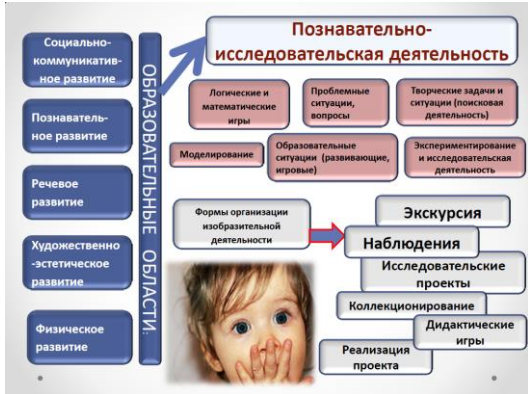 Социально-
коммуникатив-
ное развитие
Познаватель-
ное развитие
Речевое
развитие
Художественно
-эстетическое
развитие
Физическое
развитие
ОБРАЗОВАТЕЛЬНЫЕ ОБЛАСТИ:
Познавательно-
исследовательская деятельность
Логические и
математические
игры
Проблемные
ситуации,
вопросы
Творческие задачи и
ситуации (поисковая
деятельность)
Моделирование
Образовательные
ситуации (развивающие,
игровые)
Экспериментирование
и исследовательская
деятельность
Формы организации
изобразительной
деятельности
Экскурсия
Наблюдения
Исследовательские
проекты
Коллекционирование
Дидактические
игры
Реализация
проекта